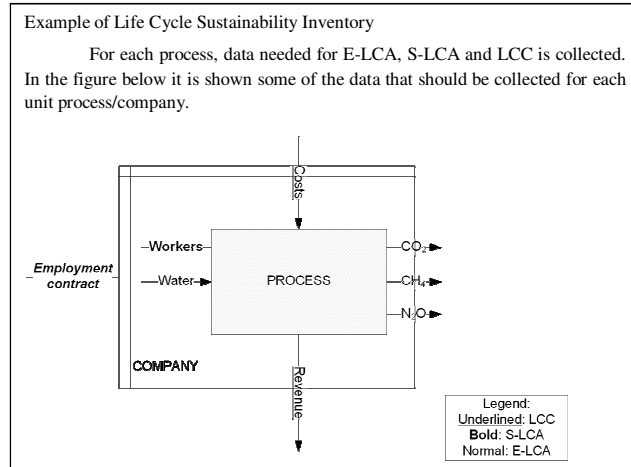 Example of Life Cycle Sustainability Inventory
For each process, data needed for E-LCA, S-LCA and LCC is collected.
In the figure below it is shown some of the data that should be collected for each
unit process/company.
Costs
Workers
CO₂
Employment
contract
Water
PROCESS
CH₄
N₂O
COMPANY
Revenue
Legend:
Underlined: LCC
Bold: S-LCA
Normal: E-LCA